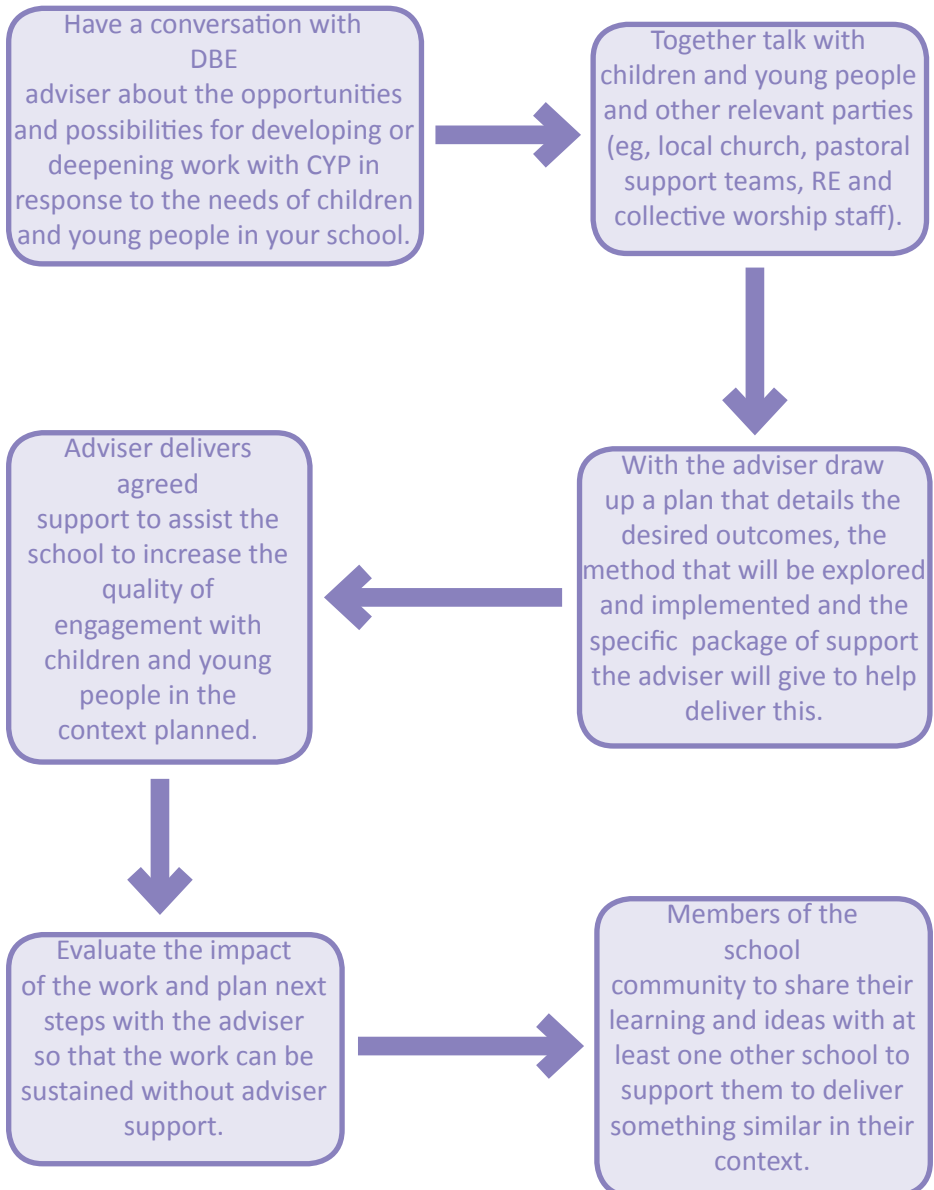 Have a conversation with
DBE
adviser about the opportunities
and possibilities for developing or
deepening work with CYP in
response to the needs of children
and young people in your school.
Together talk with
children and young people
and other relevant parties
(eg, local church, pastoral
support teams, RE and
collective worship staff).
With the adviser draw
up a plan that details the
desired outcomes, the
method that will be explored
and implemented and the
specific package of support
the adviser will give to help
deliver this.
Adviser delivers
agreed
support to assist the
school to increase the
quality of
engagement with
children and young
people in the
context planned.
Evaluate the impact
of the work and plan next
steps with the adviser
so that the work can be
sustained without adviser
support.
Members of the
school
community to share their
learning and ideas with at
least one other school to
support them to deliver
something similar in their
context.